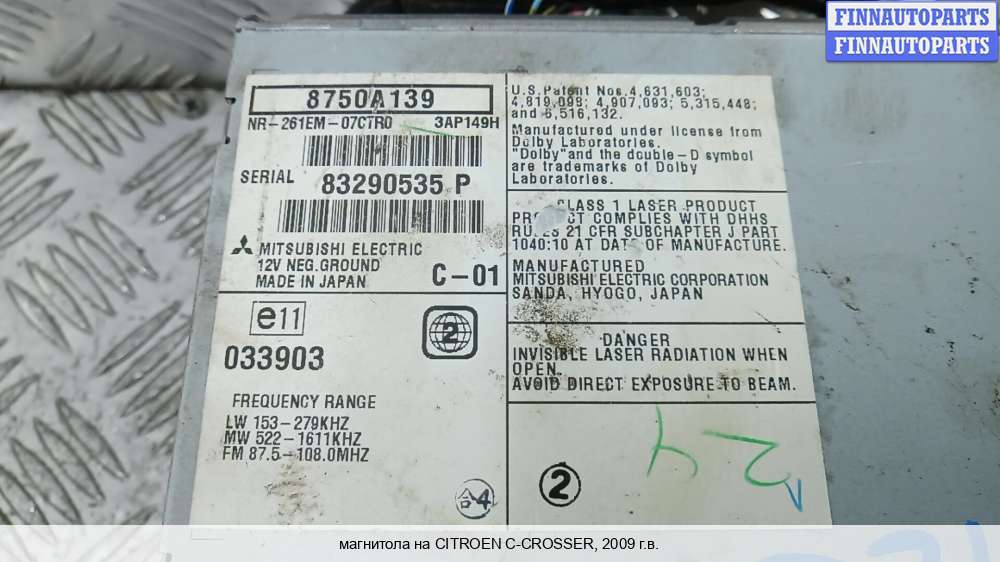 FINNAUTOPARTS
FINNAUTOPARTS
8750A139
NR-261EM-07CTR0 3AP149H
SERIAL 83290535 P
MITSUBISHI ELECTRIC
12V NEG.GROUND
MADE IN JAPAN
C-01
e11
2
033903
FREQUENCY RANGE
LW 153-279KHZ
MW 522-1611KHZ
FM 87.5-108.0MHZ
合4
U.S.Patent Nos.4,631,603;
4,819,098; 4,907,093; 5,315,448;
and 6,516,132.
Manufactured under license from
Dolby Laboratories.
"Dolby"and the double-D symbol
are trademarks of Dolby
Laboratories.
CLASS 1 LASER PRODUCT
PRODUCT COMPLIES WITH DHHS
RULES 21 CFR SUBCHAPTER J PART
1040:10 AT DATE OF MANUFACTURE.
MANUFACTURED
MITSUBISHI ELECTRIC CORPORATION
SANDA, HYOGO, JAPAN
DANGER
INVISIBLE LASER RADIATION WHEN
OPEN.
AVOID DIRECT EXPOSURE TO BEAM.
2
24
магнитола на CITROEN C-CROSSER, 2009 г.в.